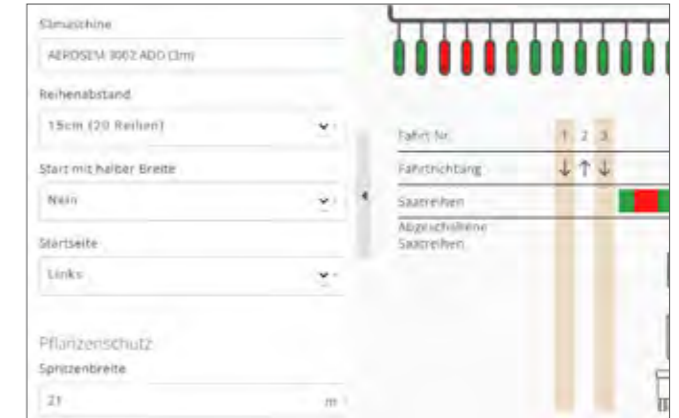 Sämaschine
AEROSEM 3002 ADD (3m)
Reihenabstand
15cm (20 Reihen)
Start mit halber Breite
Nein
Startseite
Links
Pflanzenschutz
Spritzenbreite
21 m
Fahrt Nr. 1 2 3
Fahrtrichtung ↓ ↑ ↓
Saatreihen
Abgeschaltene
Saatreihen